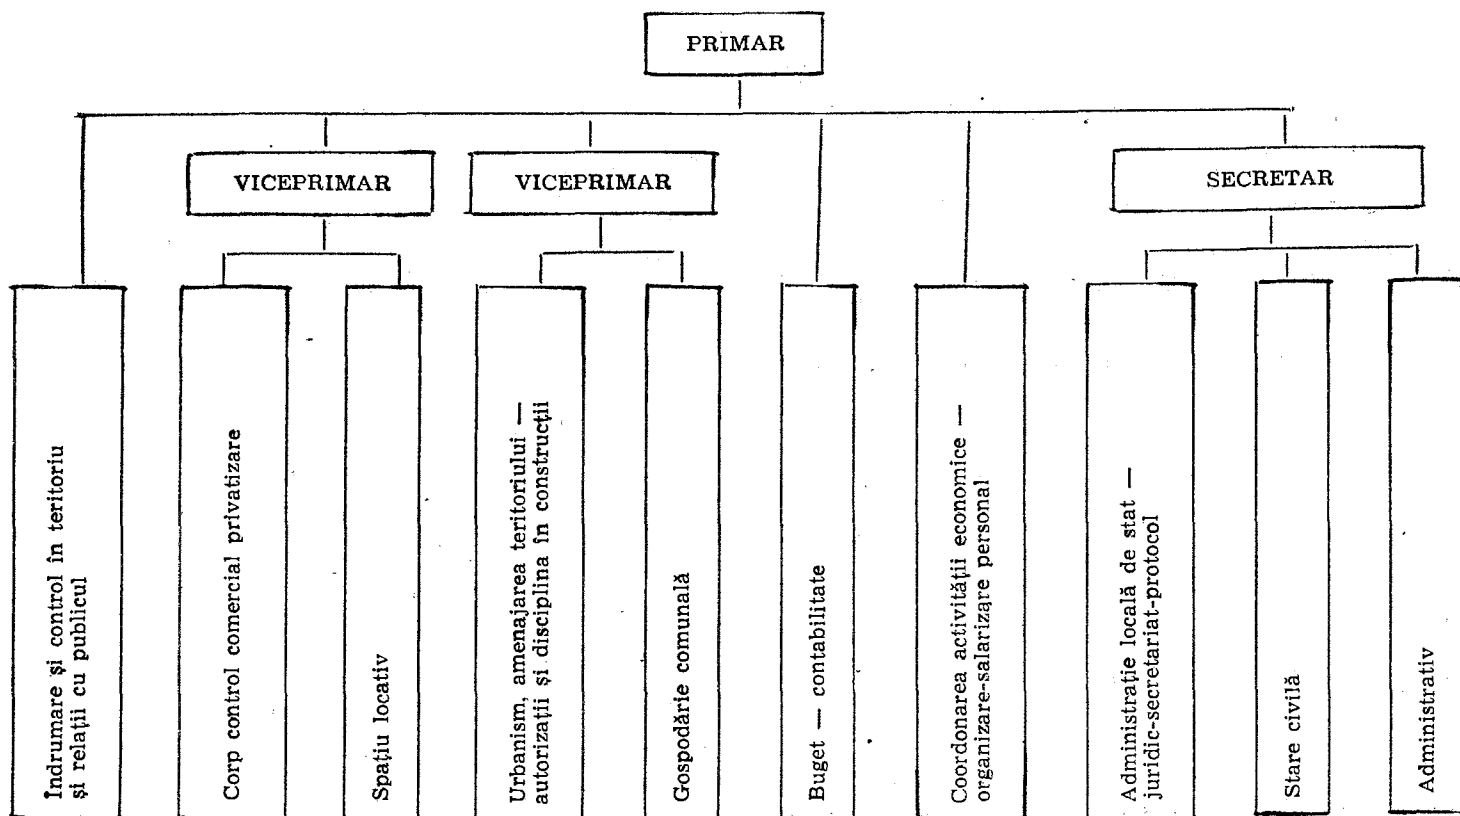 PRIMAR
VICEPRIMAR
VICEPRIMAR
SECRETAR
Îndrumare și control în teritoriu
și relații cu publicul
Corp control comercial privatizare
Spațiu locativ
Urbanism, amenajarea teritoriului —
autorizații și disciplina în construcții
Gospodărie comunală
Buget — contabilitate
Coordonarea activității economice —
organizare-salarizare personal
Administrație locală de stat —
juridic-secretariat-protocol
Stare civilă
Administrativ